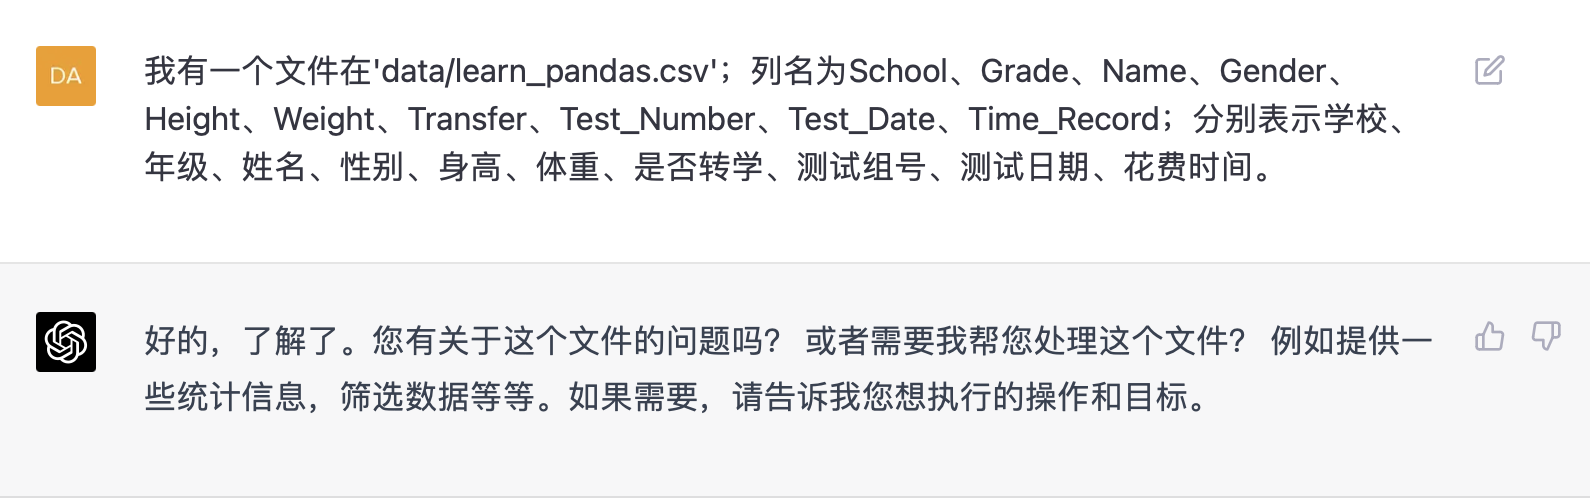 DA
我有一个文件在'data/learn_pandas.csv'；列名为School、Grade、Name、Gender、
Height、Weight、Transfer、Test_Number、Test_Date、Time_Record；分别表示学校、
年级、姓名、性别、身高、体重、是否转学、测试组号、测试日期、花费时间。
好的，了解了。您有关于这个文件的问题吗？ 或者需要我帮您处理这个文件？ 例如提供一
些统计信息，筛选数据等等。如果需要，请告诉我您想执行的操作和目标。